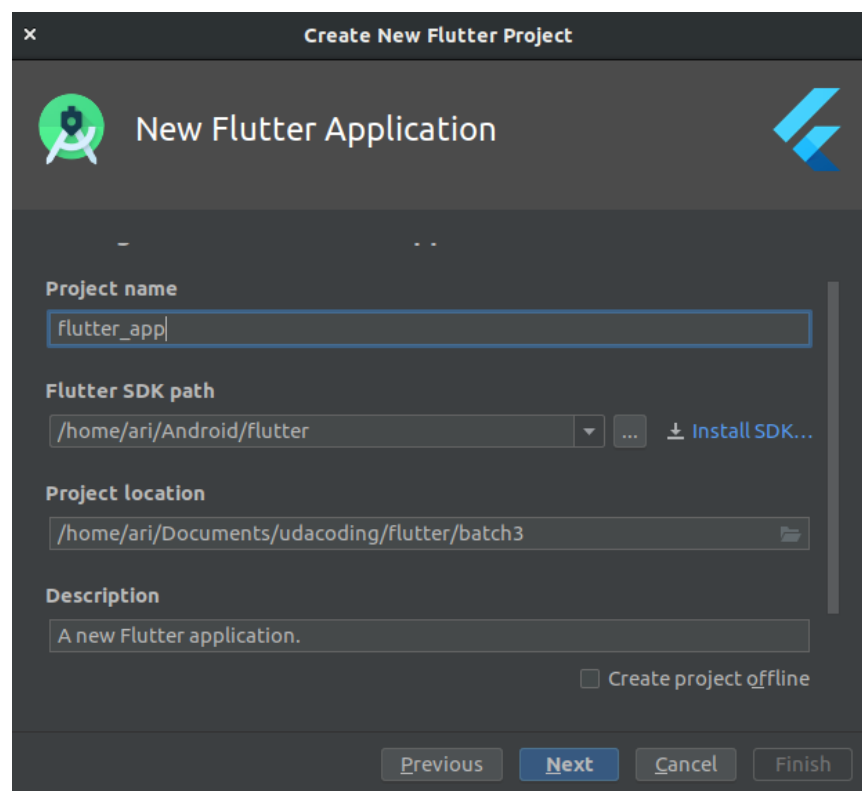 Create New Flutter Project
New Flutter Application
Project name
flutter_app
Flutter SDK path
/home/ari/Android/flutter
... Install SDK...
Project location
/home/ari/Documents/udacoding/flutter/batch3
Description
A new Flutter application.
Create project offline
Previous Next Cancel Finish